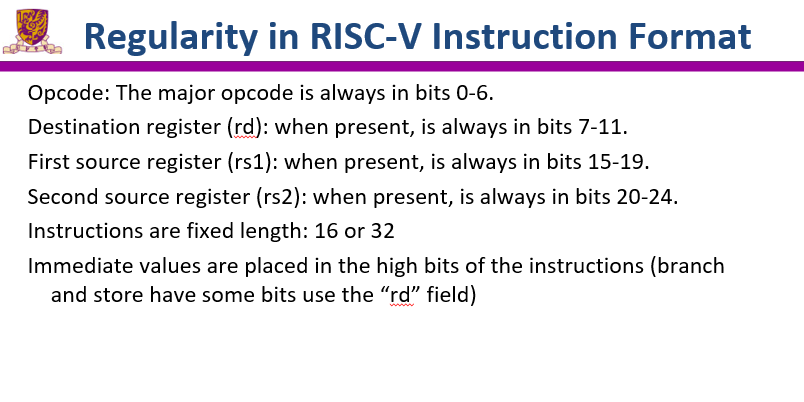 Regularity in RISC-V Instruction Format
Opcode: The major opcode is always in bits 0-6.
Destination register (rd): when present, is always in bits 7-11.
First source register (rs1): when present, is always in bits 15-19.
Second source register (rs2): when present, is always in bits 20-24.
Instructions are fixed length: 16 or 32
Immediate values are placed in the high bits of the instructions (branch
and store have some bits use the “rd” field)